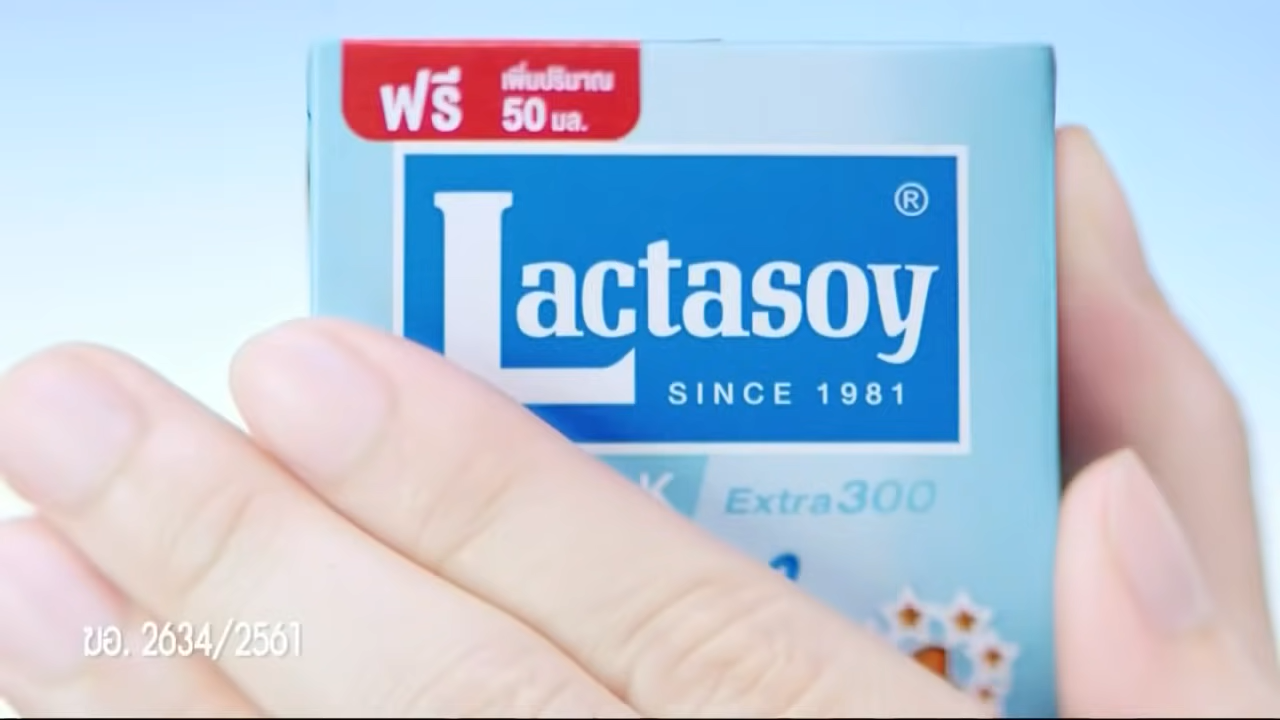 ฟรี
เพิ่มปริมาณ
50 มล.
Lactasoy ®
SINCE 1981
K Extra300
ฆอ. 2634/2561